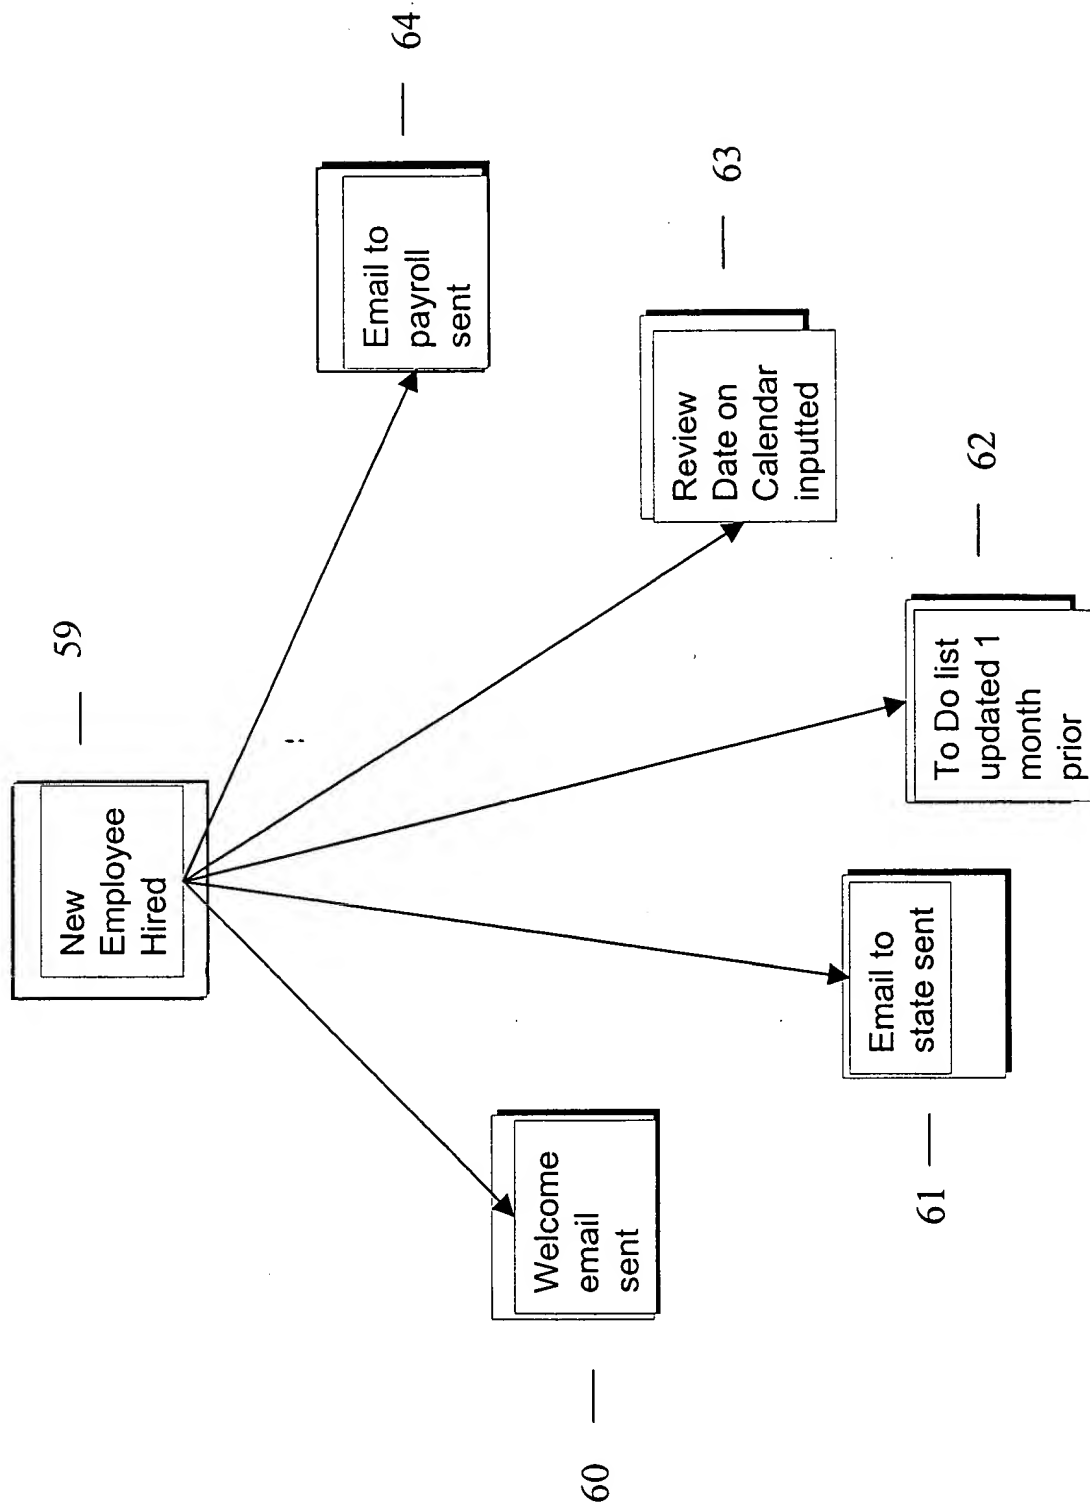 New
Employee
Hired
59
Welcome
email
sent
60
Email to
state sent
61
To Do list
updated 1
month
prior
62
Review
Date on
Calendar
inputted
63
Email to
payroll
sent
64